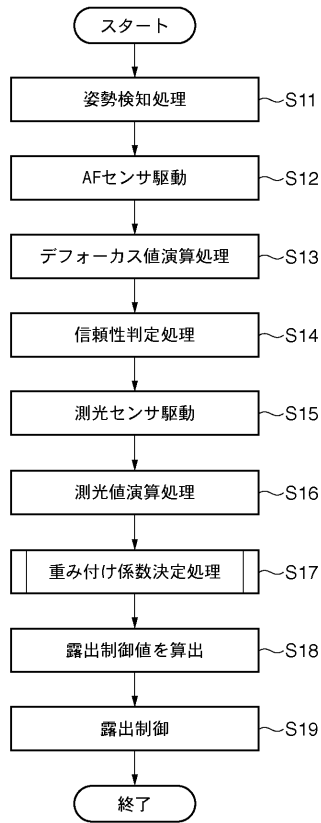 スタート
姿勢検知処理 S11
AFセンサ駆動 S12
デフォーカス値演算処理 S13
信頼性判定処理 S14
測光センサ駆動 S15
測光値演算処理 S16
重み付け係数決定処理 S17
露出制御値を算出 S18
露出制御 S19
終了